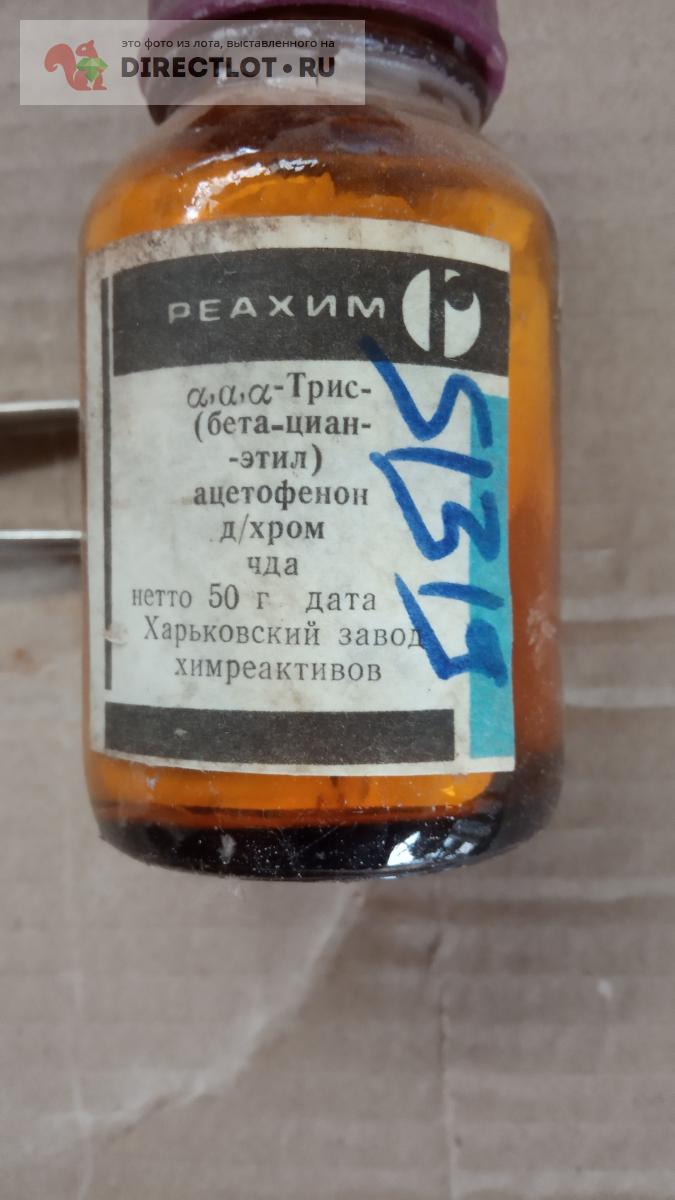 это фото из лота, выставленного на
DIRECTLOT.RU
РЕАХИМ
α,α,α-Трис-
(бета-циан-
-этил)
ацетофенон
д/хром
чда
нетто 50 г дата
Харьковский завод
химреактивов